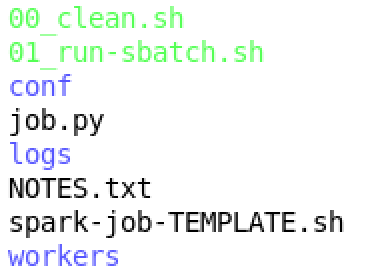 00_clean.sh
01_run-sbatch.sh
conf
job.py
logs
NOTES.txt
spark-job-TEMPLATE.sh
workers